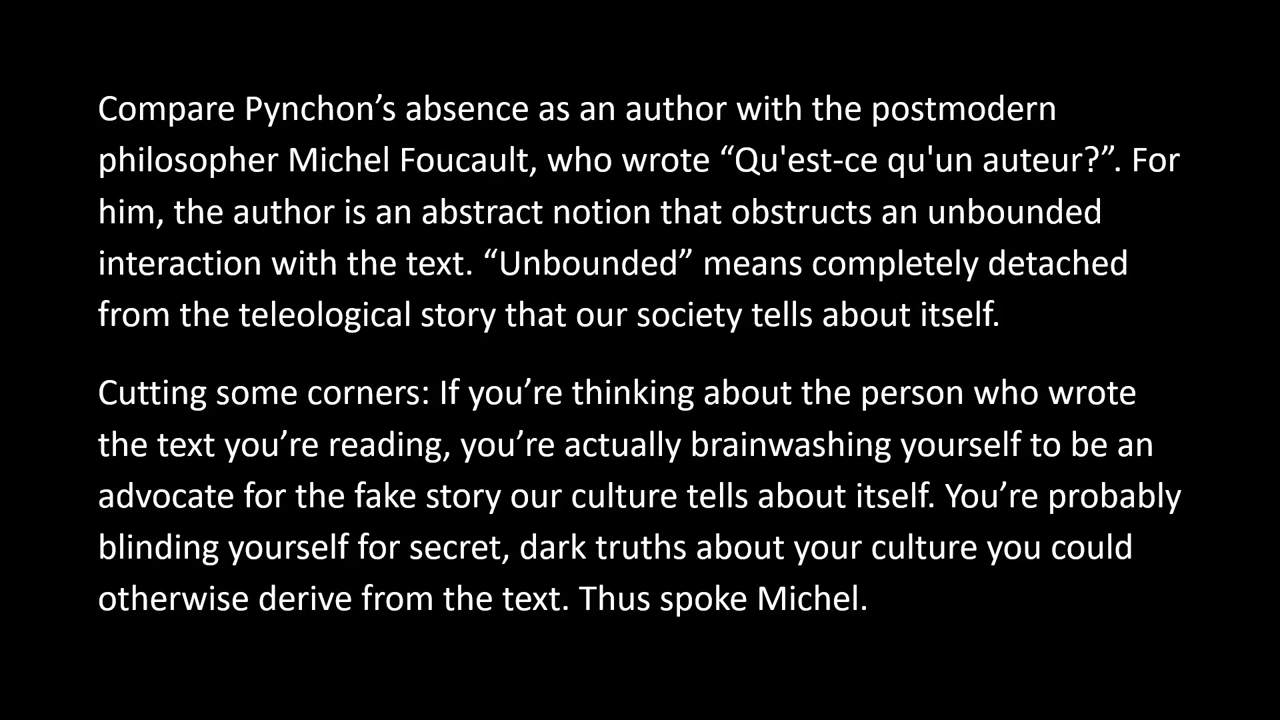 Compare Pynchon’s absence as an author with the postmodern
philosopher Michel Foucault, who wrote “Qu'est-ce qu'un auteur?”. For
him, the author is an abstract notion that obstructs an unbounded
interaction with the text. “Unbounded” means completely detached
from the teleological story that our society tells about itself.
Cutting some corners: If you’re thinking about the person who wrote
the text you’re reading, you’re actually brainwashing yourself to be an
advocate for the fake story our culture tells about itself. You’re probably
blinding yourself for secret, dark truths about your culture you could
otherwise derive from the text. Thus spoke Michel.